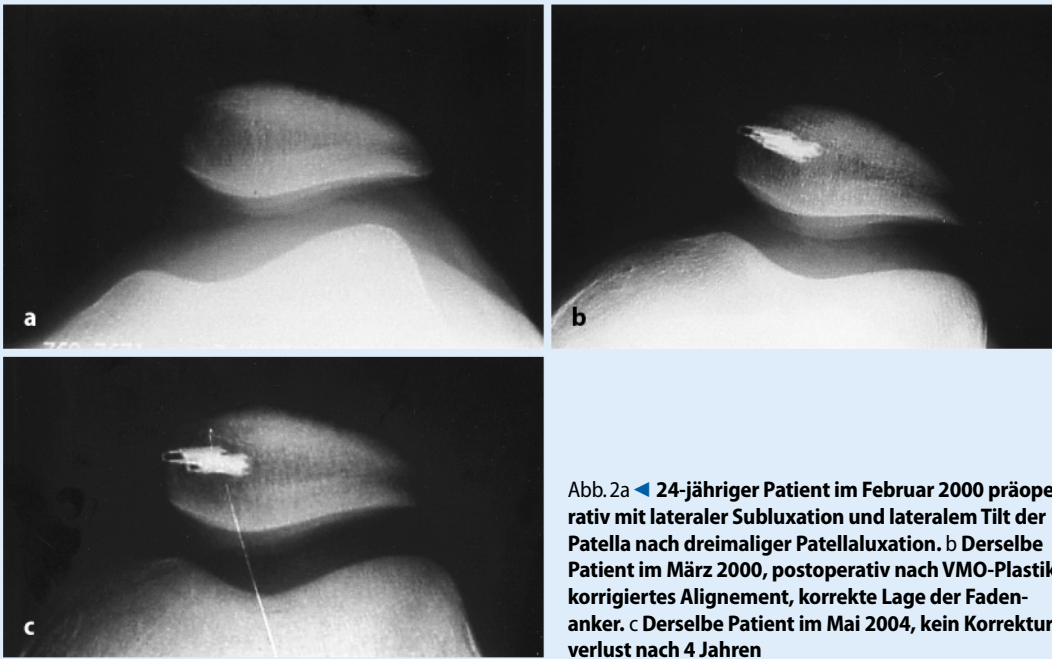 a
b
c
Abb. 2a ◄ 24-jähriger Patient im Februar 2000 präope-
rativ mit lateraler Subluxation und lateralem Tilt der
Patella nach dreimaliger Patellaluxation. b Derselbe
Patient im März 2000, postoperativ nach VMO-Plastik
korrigiertes Alignement, korrekte Lage der Faden-
anker. c Derselbe Patient im Mai 2004, kein Korrektur
verlust nach 4 Jahren